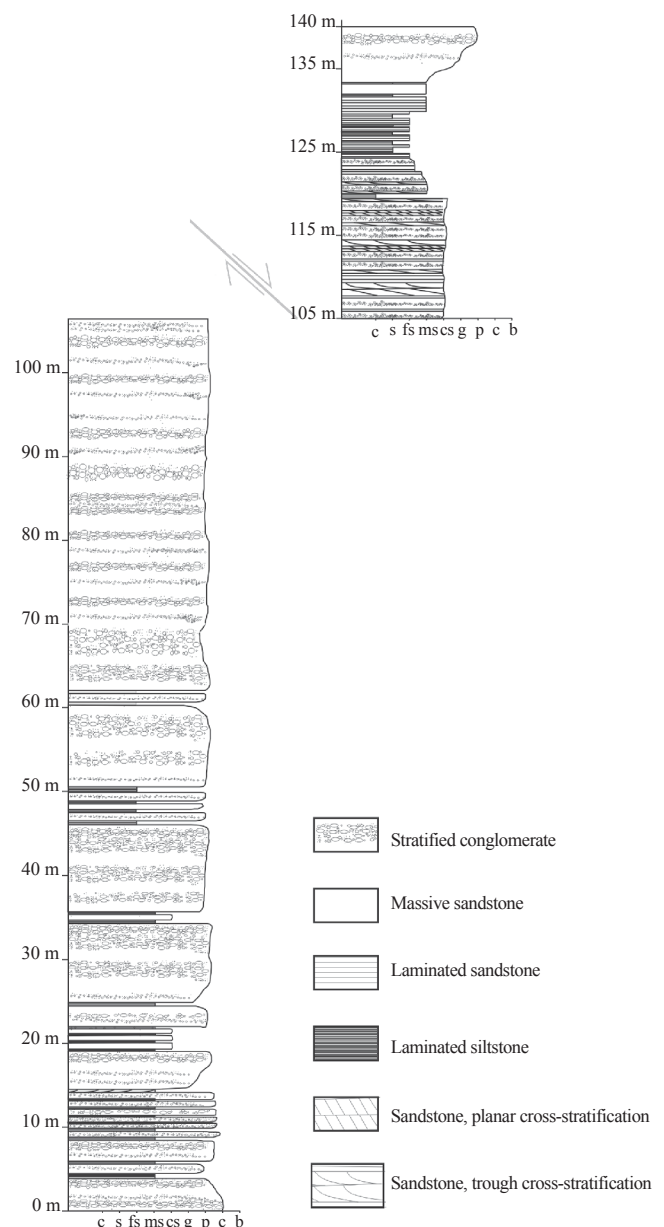 140 m
135 m
125 m
115 m
105 m
c s fs ms cs g p c b
100 m
90 m
80 m
70 m
60 m
50 m
40 m
30 m
20 m
10 m
0 m
c s fs ms cs g p c b
Stratified conglomerate
Massive sandstone
Laminated sandstone
Laminated siltstone
Sandstone, planar cross-stratification
Sandstone, trough cross-stratification